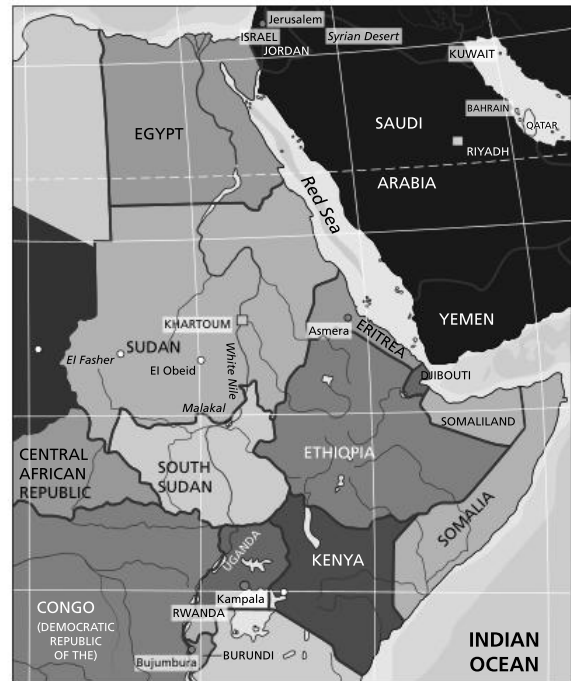 Jerusalem
ISRAEL
Syrian Desert
JORDAN
KUWAIT
EGYPT
SAUDI
BAHRAIN
QATAR
RIYADH
ARABIA
Red Sea
KHARTOUM
Asmera
ERITREA
YEMEN
SUDAN
El Fasher
El Obeid
White Nile
DJIBOUTI
Malakal
SOMALILAND
CENTRAL
AFRICAN
REPUBLIC
SOUTH
SUDAN
ETHIOPIA
SOMALIA
UGANDA
KENYA
Kampala
CONGO
(DEMOCRATIC
REPUBLIC
OF THE)
RWANDA
Bujumbura
BURUNDI
INDIAN
OCEAN